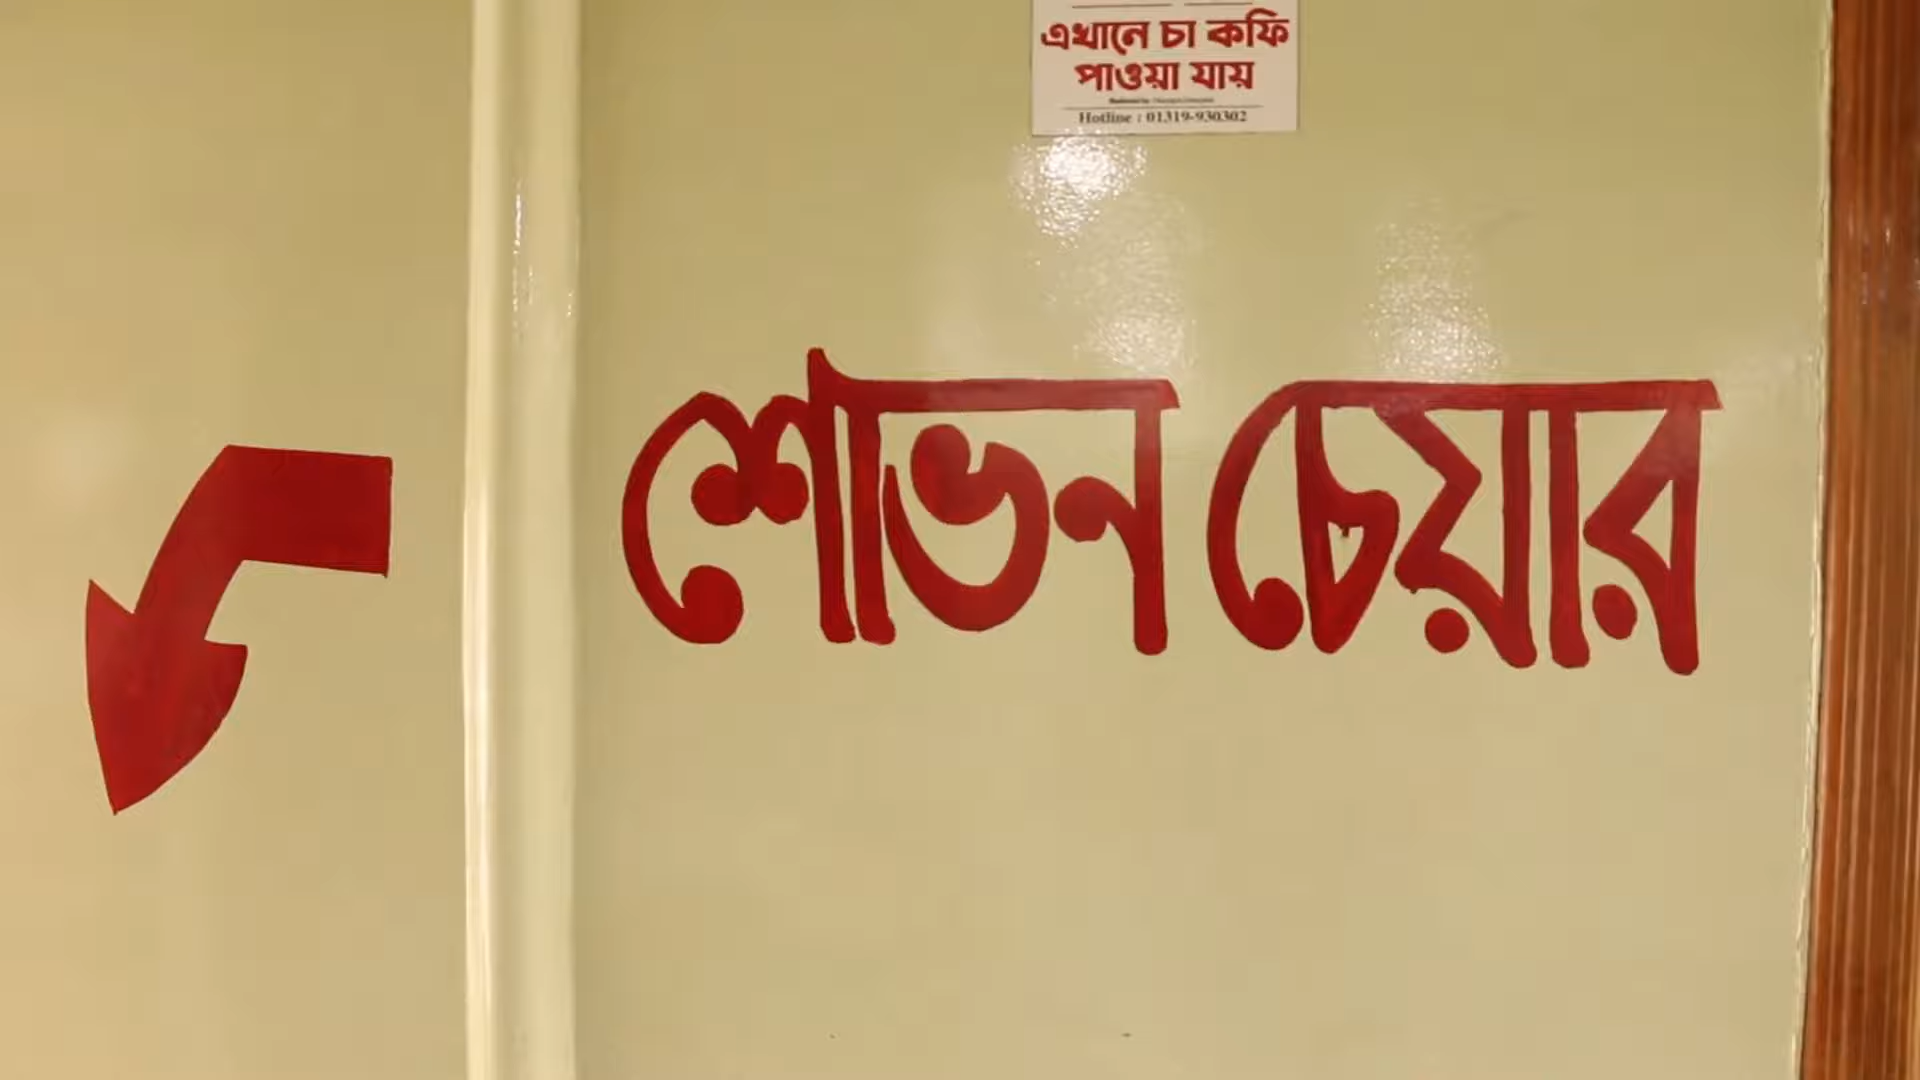 এখানে চা কফি
পাওয়া যায়
Hotline : 01319-930302
শোভন চেয়ার